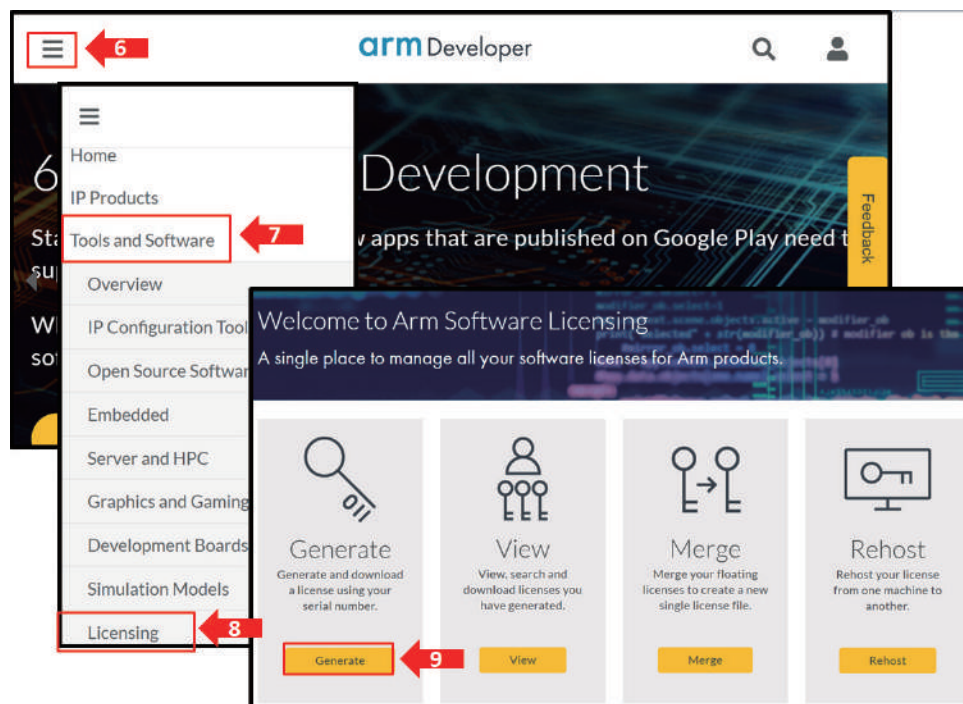 6
arm Developer
Home
IP Products
Tools and Software
7
Overview
IP Configuration Tool
Open Source Softwar
Embedded
Server and HPC
Graphics and Gaming
Development Boards
Simulation Models
Licensing
8
6
Development
Sta
apps that are published on Google Play need t
su
W
so
Feedback
Welcome to Arm Software Licensing
A single place to manage all your software licenses for Arm products.
Generate
Generate and download
a license using your
serial number.
Generate
9
View
View, search and
download licenses you
have generated.
View
Merge
Merge your floating
licenses to create a new
single license file.
Merge
Rehost
Rehost your license
from one machine to
another.
Rehost